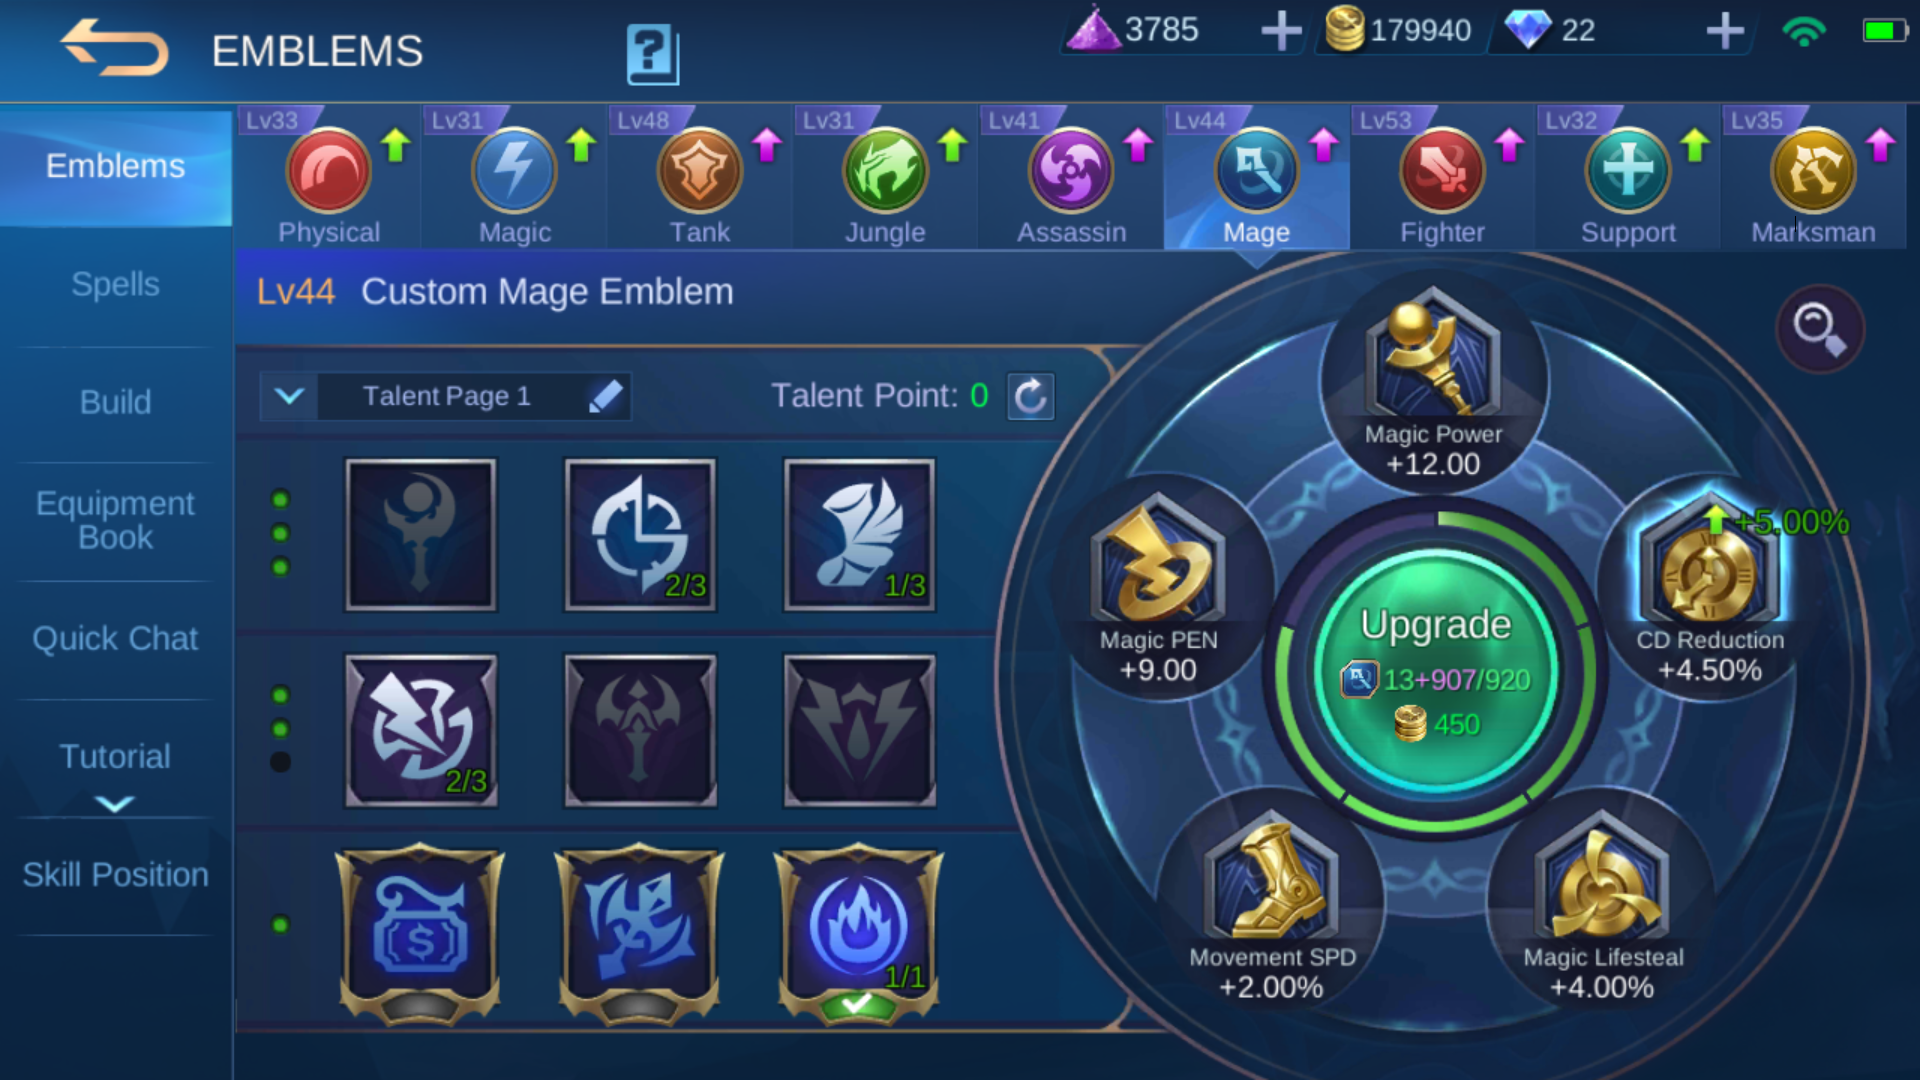 EMBLEMS
3785
179940
22
Emblems
Spells
Build
Equipment
Book
Quick Chat
Tutorial
Skill Position
Lv33
Physical
Lv31
Magic
Lv48
Tank
Lv31
Jungle
Lv41
Assassin
Lv44
Mage
Lv53
Fighter
Lv32
Support
Lv35
Marksman
Lv44 Custom Mage Emblem
Talent Page 1
Talent Point: 0
2/3
1/3
2/3
1/1
Magic Power
+12.00
Magic PEN
+9.00
+5.00%
CD Reduction
+4.50%
Upgrade
13+907/920
450
Movement SPD
+2.00%
Magic Lifesteal
+4.00%